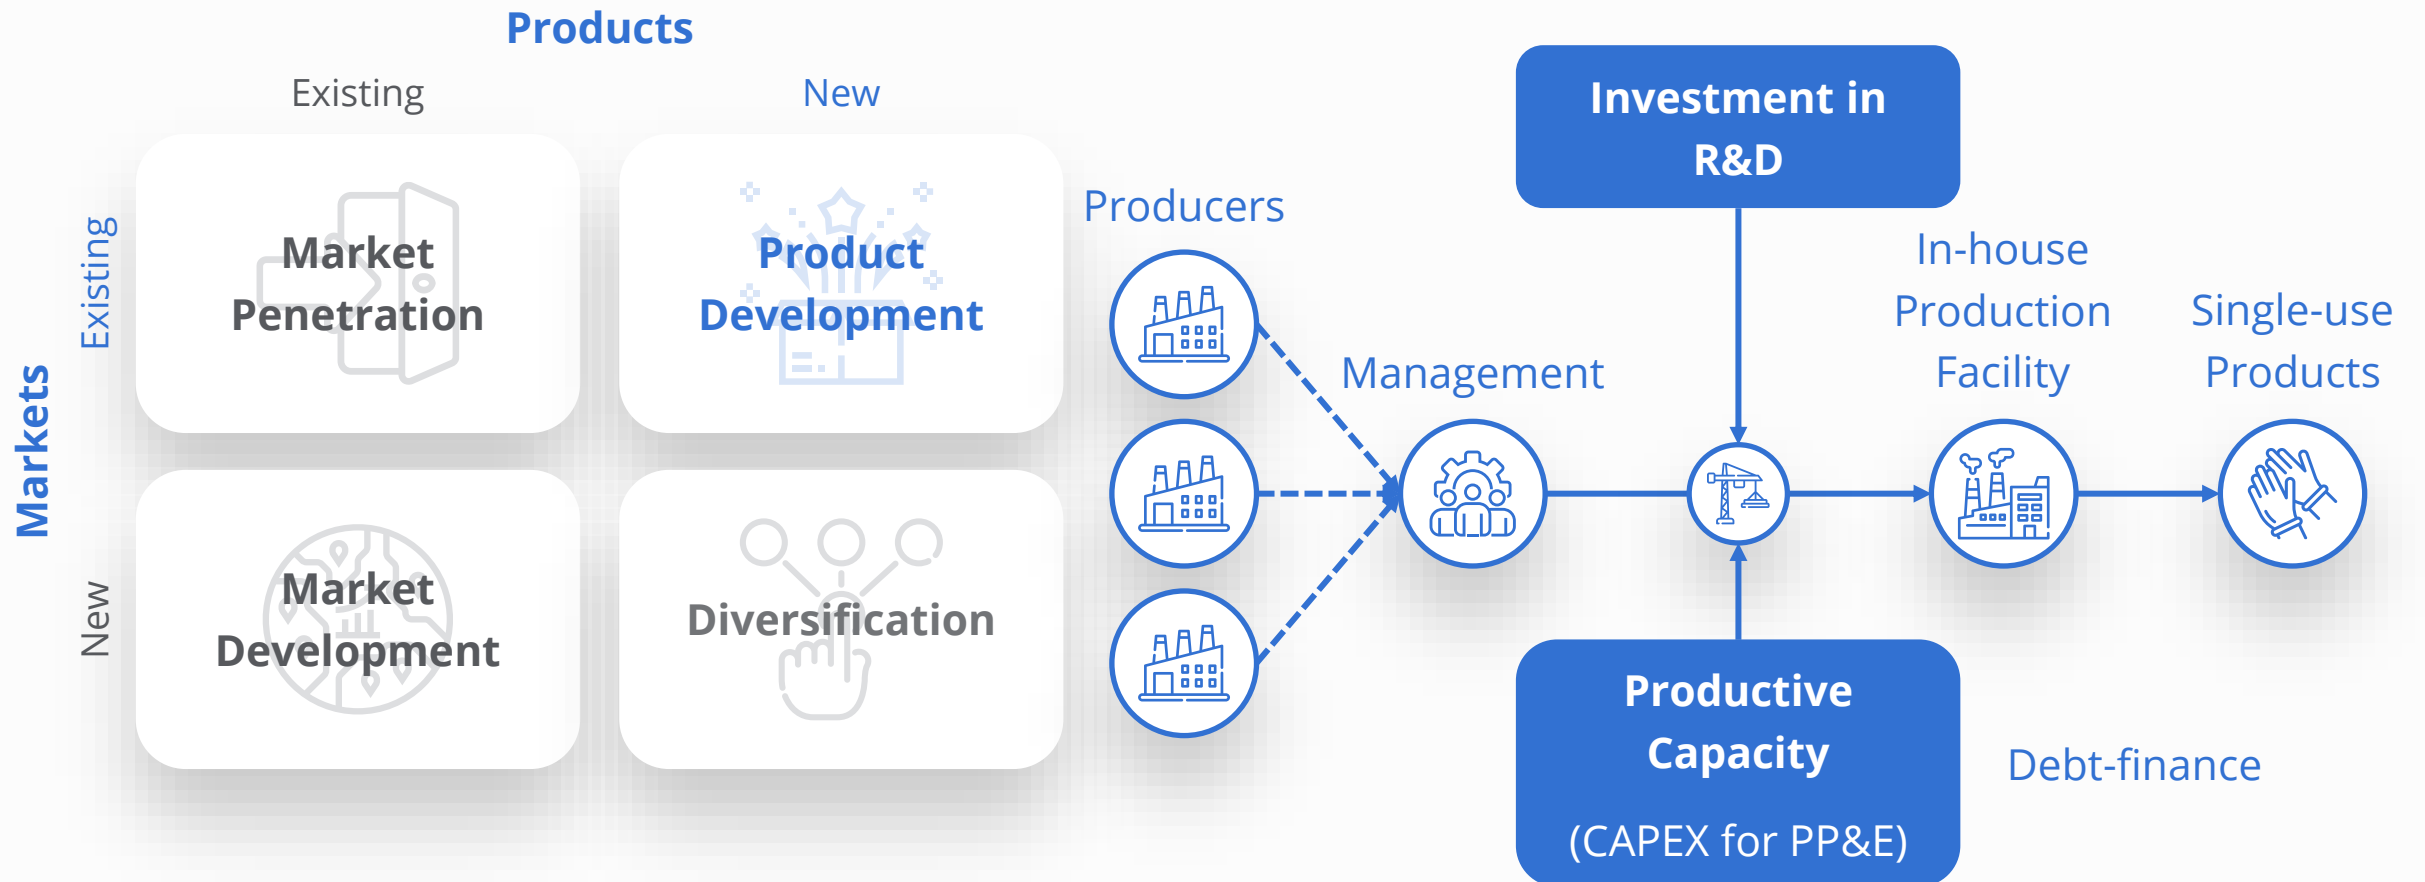 Products
Existing
New
Markets
Existing
New
Market
Penetration
Product
Development
Market
Development
Diversification
Producers
Management
Investment in
R&D
In-house
Production
Facility
Single-use
Products
Productive
Capacity
(CAPEX for PP&E)
Debt-finance